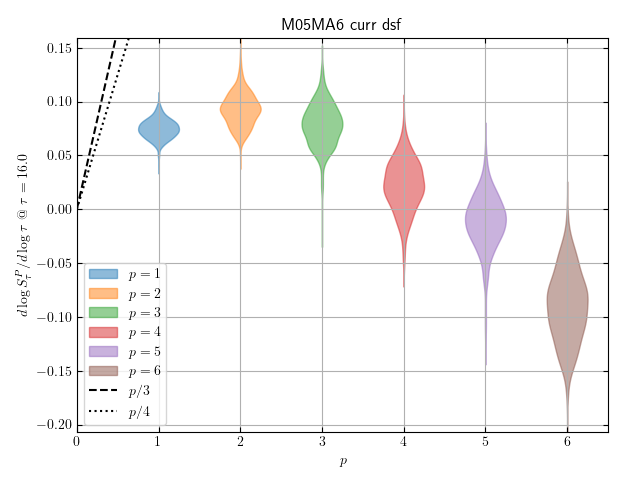 M05MA6 curr dsf
d log S_τ^P / d log τ @ τ = 16.0
0.15
0.10
0.05
0.00
−0.05
−0.10
−0.15
−0.20
p = 1
p = 2
p = 3
p = 4
p = 5
p = 6
p/3
p/4
0 1 2 3 4 5 6
p